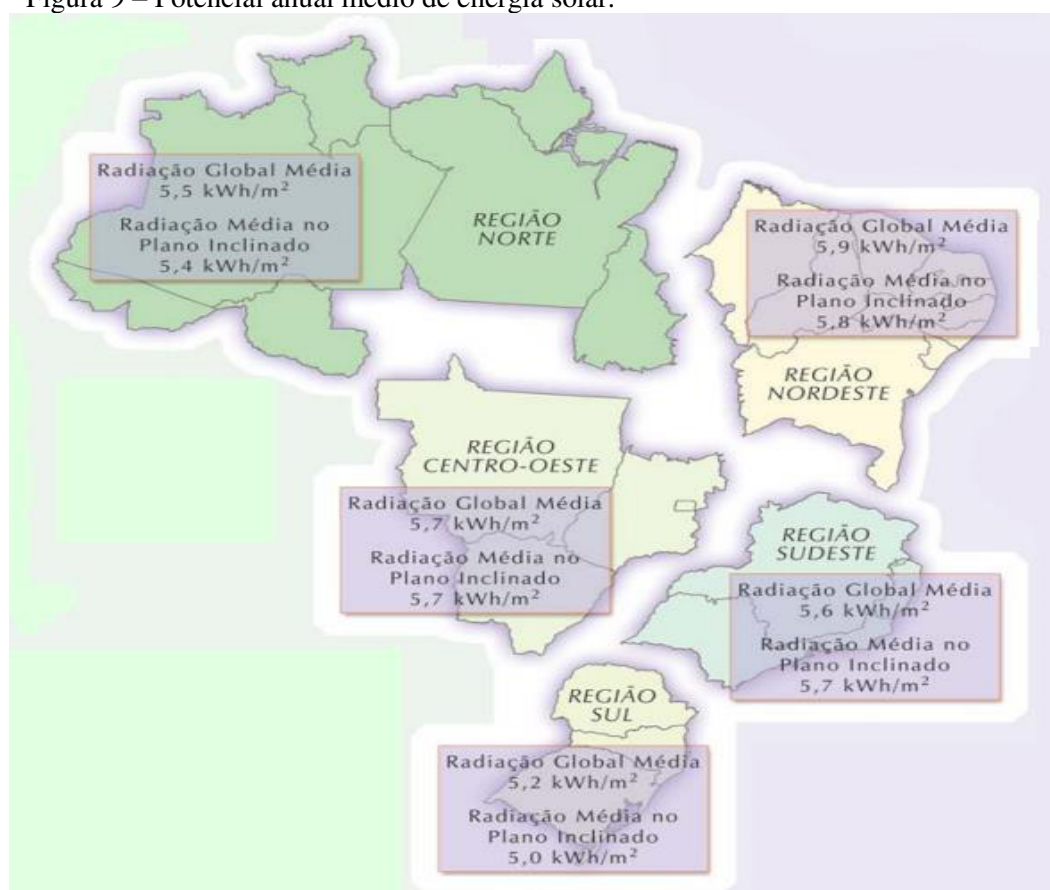 Figura 9 – Potencial anual médio de energia solar.
Radiação Global Média
5,5 kWh/m²
Radiação Média no
Plano Inclinado
5,4 kWh/m²
REGIÃO
NORTE
Radiação Global Média
5,9 kWh/m²
Radiação Média no
Plano Inclinado
5,8 kWh/m²
REGIÃO
NORDESTE
REGIÃO
CENTRO-OESTE
Radiação Global Média
5,7 kWh/m²
Radiação Média no
Plano Inclinado
5,7 kWh/m²
REGIÃO
SUDESTE
Radiação Global Média
5,6 kWh/m²
Radiação Média no
Plano Inclinado
5,7 kWh/m²
REGIÃO
SUL
Radiação Global Média
5,2 kWh/m²
Radiação Média no
Plano Inclinado
5,0 kWh/m²